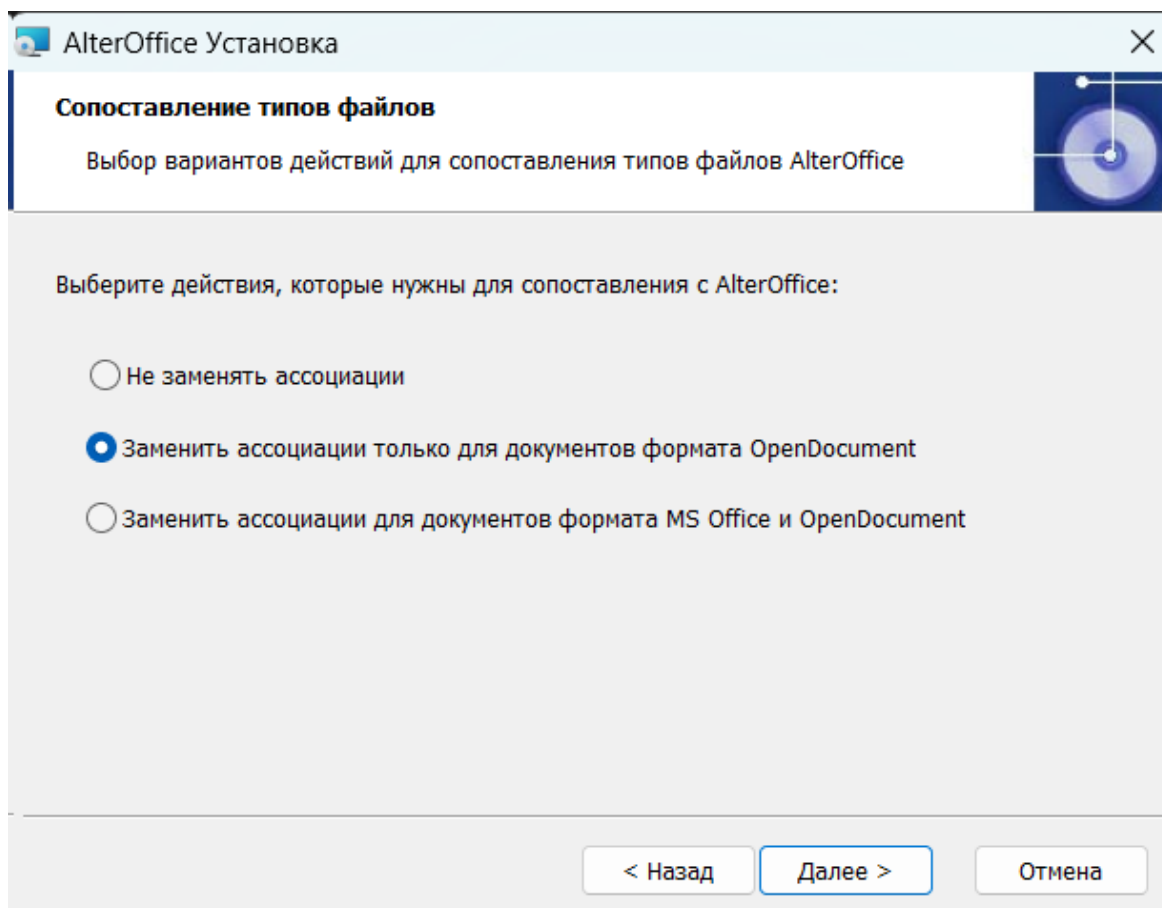 AlterOffice Установка
Сопоставление типов файлов
Выбор вариантов действий для сопоставления типов файлов AlterOffice
Выберите действия, которые нужны для сопоставления с AlterOffice:
Не заменять ассоциации
Заменить ассоциации только для документов формата OpenDocument
Заменить ассоциации для документов формата MS Office и OpenDocument
< Назад
Далее >
Отмена